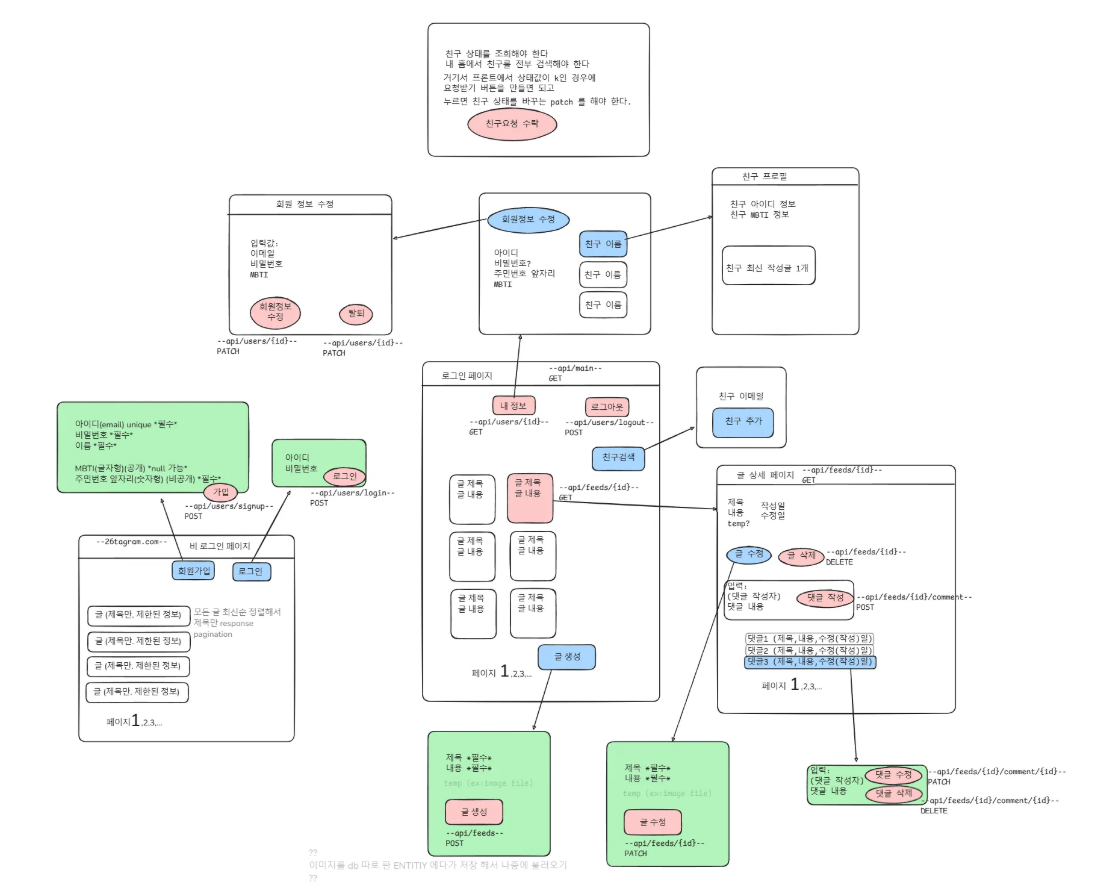 친구 상태를 조회해야 한다
내 홈에서 친구를 전부 검색해야 한다
거기서 프론트에서 상태값이 k인 경우에
요청받기 버튼을 만들면 되고
누르면 친구 상태를 바꾸는 patch 를 해야 한다.
친구요청 수락
회원 정보 수정
입력값:
이메일
비밀번호
MBTI
회원정보
수정
탈퇴
--api/users/{id}--
PATCH
--api/users/{id}--
PATCH
회원정보 수정
아이디
비밀번호?
주민번호 앞자리
MBTI
친구 이름
친구 이름
친구 이름
친구 프로필
친구 아이디 정보
친구 MBTI 정보
친구 최신 작성글 1개
로그인 페이지
--api/main--
GET
내 정보
--api/users/{id}--
GET
로그아웃
--api/users/logout--
POST
친구검색
친구 이메일
친구 추가
글 제목
글 내용
글 제목
글 내용
--api/feeds/{id}--
GET
글 제목
글 내용
글 제목
글 내용
글 제목
글 내용
글 제목
글 내용
글 생성
페이지 1,2,3,...
아이디(email) unique *필수*
비밀번호 *필수*
이름 *필수*
MBTI(글자형)(공개) *null 가능*
주민번호 앞자리(숫자형) (비공개) *필수*
가입
--api/users/signup--
POST
아이디
비밀번호
로그인
--api/users/login--
POST
--26tagram.com--
비 로그인 페이지
회원가입
로그인
글 (제목만, 제한된 정보)
글 (제목만, 제한된 정보)
글 (제목만, 제한된 정보)
글 (제목만, 제한된 정보)
모든 글 최신순 정렬해서
제목만 response
pagination
페이지1,2,3,...
글 상세 페이지
--api/feeds/{id}--
GET
제목
내용
temp?
작성일
수정일
글 수정
글 삭제
--api/feeds/{id}--
DELETE
입력:
(댓글 작성자)
댓글 내용
댓글 작성
--api/feeds/{id}/comment--
POST
댓글1 (제목,내용,수정(작성)일)
댓글2 (제목,내용,수정(작성)일)
댓글3 (제목,내용,수정(작성)일)
페이지 1,2,3,...
제목 *필수*
내용 *필수*
temp (ex:image file)
글 생성
--api/feeds--
POST
제목 *필수*
내용 *필수*
temp (ex:image file)
글 수정
--api/feeds/{id}--
PATCH
입력:
(댓글 작성자)
댓글 내용
댓글 수정
댓글 삭제
--api/feeds/{id}/comment/{id}--
PATCH
--api/feeds/{id}/comment/{id}--
DELETE
??
이미지를 db 따로 판 ENTITIY 에다가 저장 해서 나중에 불러오기
??